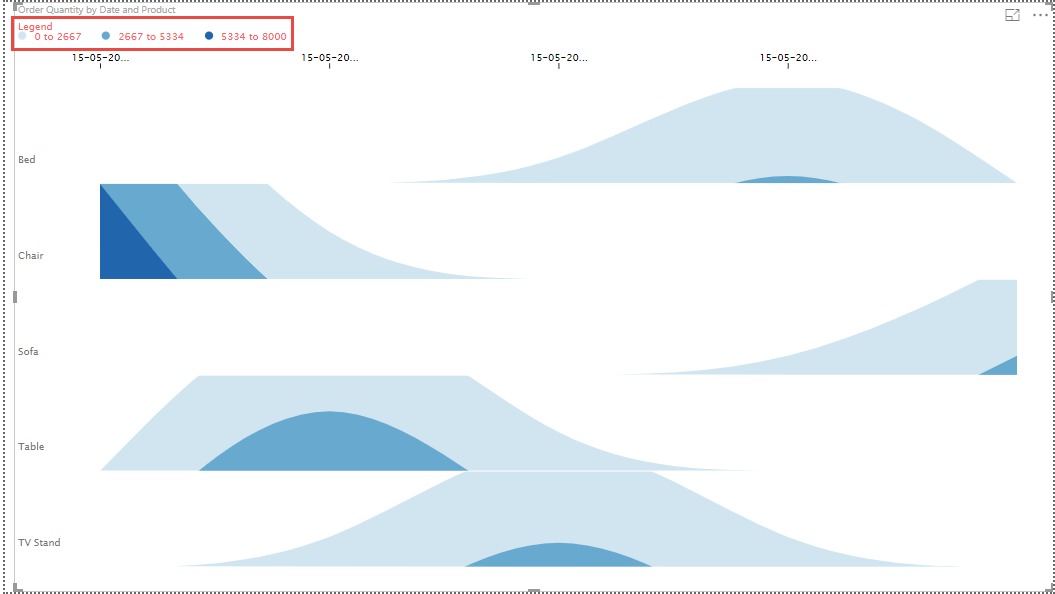 Order Quantity by Date and Product
Legend
0 to 2667 2667 to 5334 5334 to 8000
15-05-20... 15-05-20... 15-05-20... 15-05-20...
Bed
Chair
Sofa
Table
TV Stand